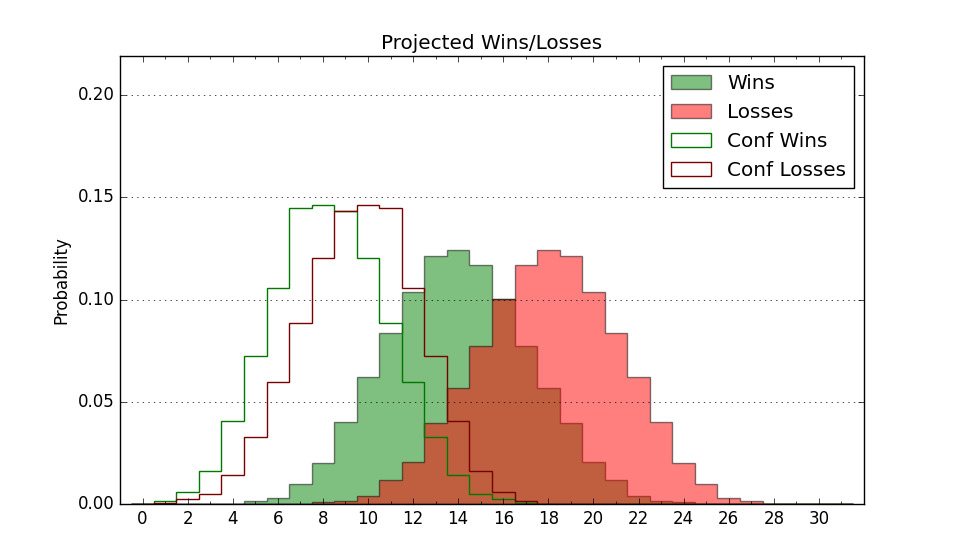 Projected Wins/Losses
Wins
Losses
Conf Wins
Conf Losses
Probability
0.20
0.15
0.10
0.05
0.00
0 2 4 6 8 10 12 14 16 18 20 22 24 26 28 30